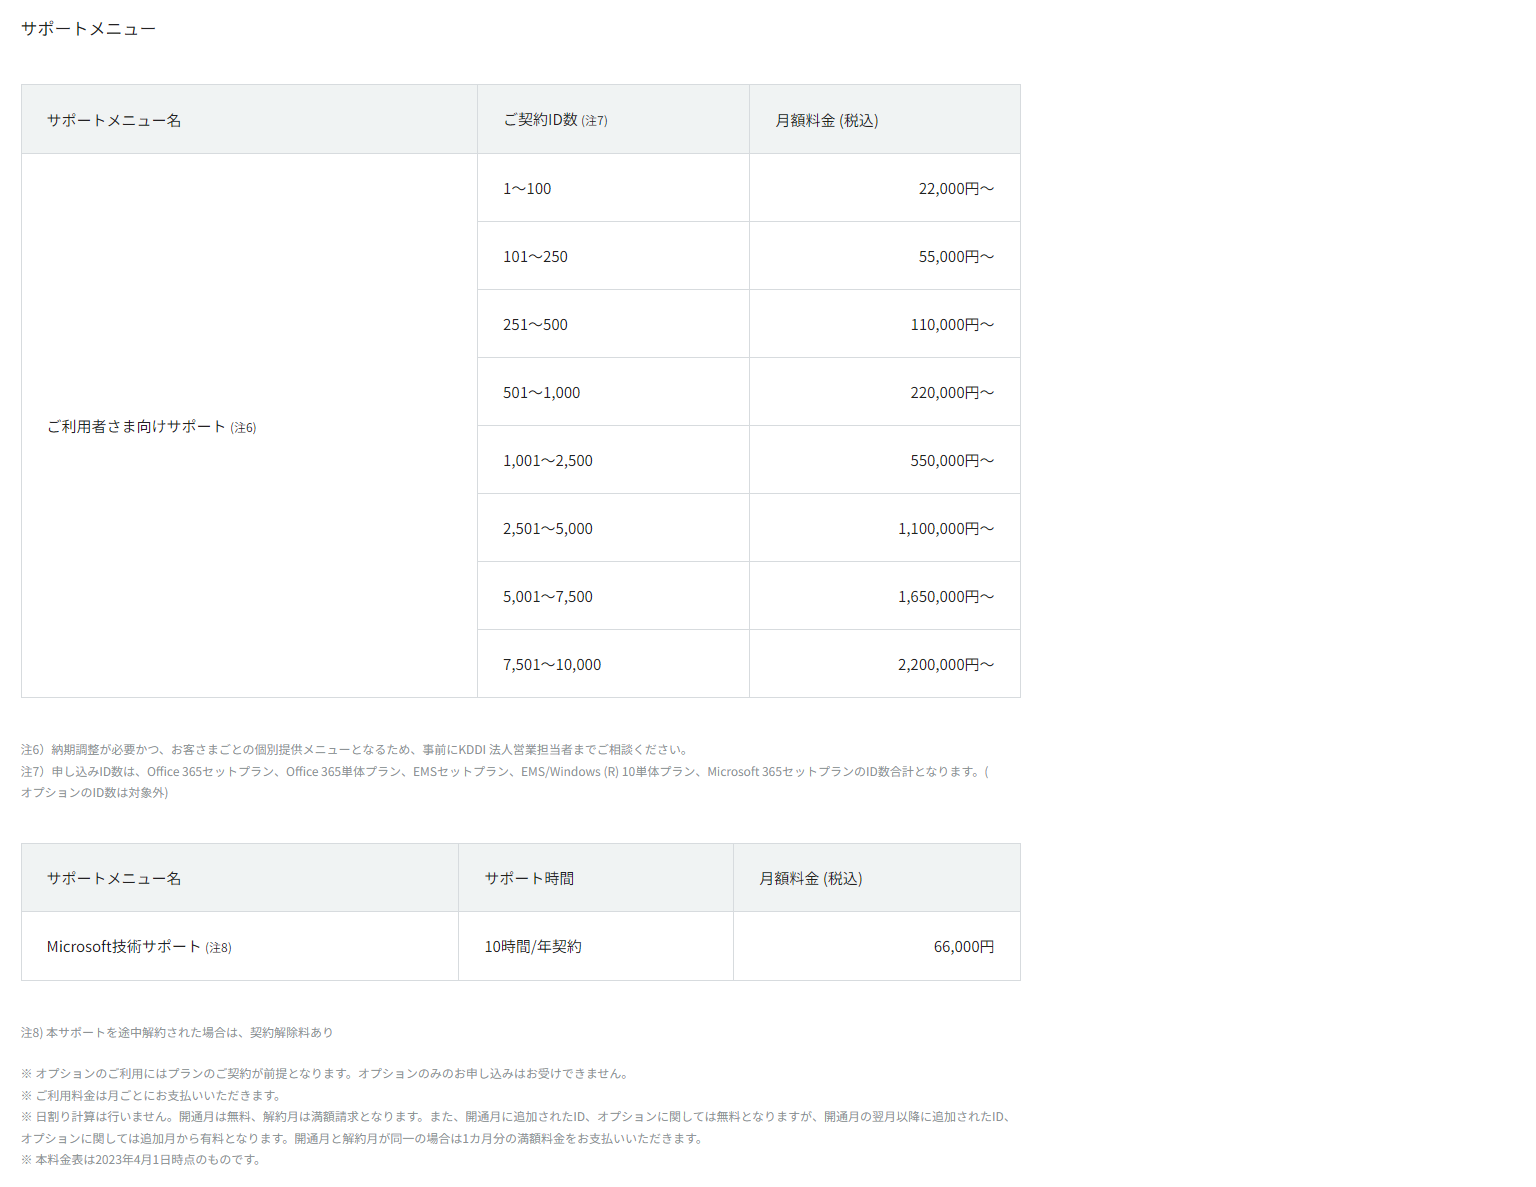 サポートメニュー
サポートメニュー名
ご契約ID数 (注7)
月額料金 (税込)
ご利用者さま向けサポート (注6)
1～100
22,000円～
101～250
55,000円～
251～500
110,000円～
501～1,000
220,000円～
1,001～2,500
550,000円～
2,501～5,000
1,100,000円～
5,001～7,500
1,650,000円～
7,501～10,000
2,200,000円～
注6）納期調整が必要かつ、お客さまごとの個別提供メニューとなるため、事前にKDDI 法人営業担当者までご相談ください。
注7）申し込みID数は、Office 365セットプラン、Office 365単体プラン、EMSセットプラン、EMS/Windows (R) 10単体プラン、Microsoft 365セットプランのID数合計となります。(
オプションのID数は対象外)
サポートメニュー名
サポート時間
月額料金 (税込)
Microsoft技術サポート (注8)
10時間/年契約
66,000円
注8) 本サポートを途中解約された場合は、契約解除料あり
※ オプションのご利用にはプランのご契約が前提となります。オプションのみのお申し込みはお受けできません。
※ ご利用料金は月ごとにお支払いいただきます。
※ 日割り計算は行いません。開通月は無料、解約月は満額請求となります。また、開通月に追加されたID、オプションに関しては無料となりますが、開通月の翌月以降に追加されたID、
オプションに関しては追加月から有料となります。開通月と解約月が同一の場合は1カ月分の満額料金をお支払いいただきます。
※ 本料金表は2023年4月1日時点のものです。